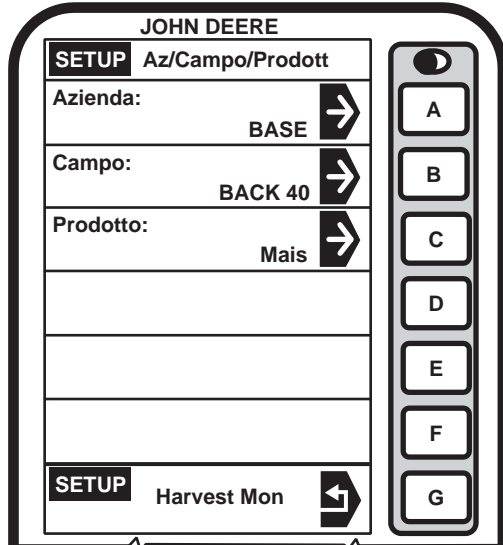 JOHN DEERE
SETUP Az/Campo/Prodott
A
Azienda:
BASE
B
Campo:
BACK 40
C
Prodotto:
Mais
D
E
F
G
SETUP Harvest Mon